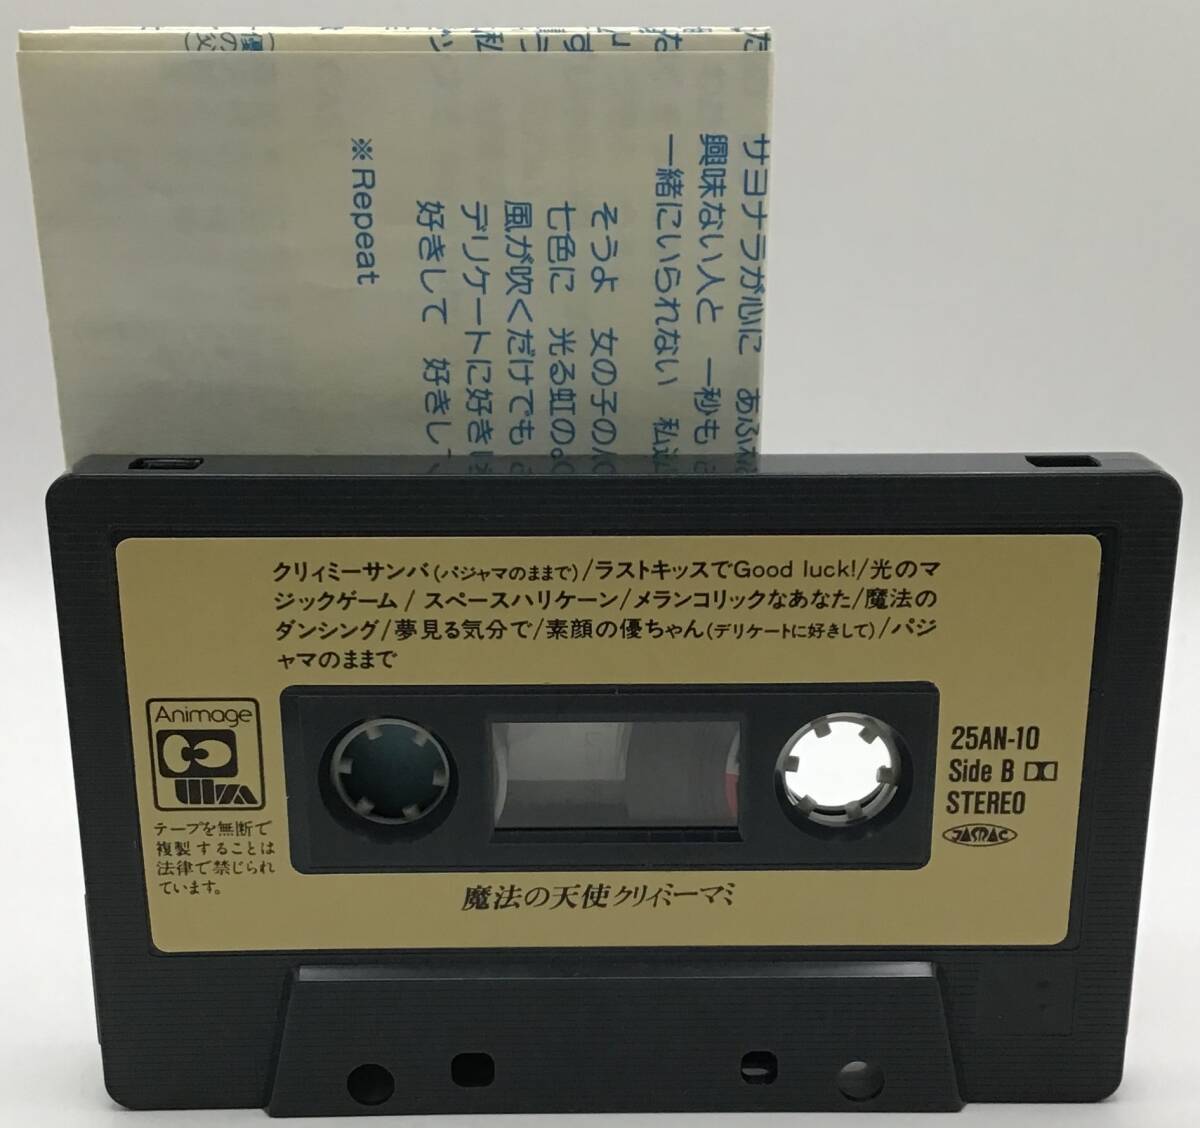 サヨナラが心に
興味ない人と 一秒も
一緒にいられない 私
そうよ 女の子の
七色に 光る虹の
風が吹くだけでも
デリケートに好き
好きして 好きし
※Repeat
クリィミーサンバ(パジャマのままで)/ラストキッスでGood luck!/光のマ
ジックゲーム/スペースハリケーン/メランコリックなあなた/魔法の
ダンシング/夢見る気分で/素顔の優ちゃん(デリケートに好きして)/パジ
ャマのままで
Animage
テープを無断で
複製することは
法律で禁じられ
ています。
25AN-10
Side B
STEREO
JASRAC
魔法の天使クリィミーマミ